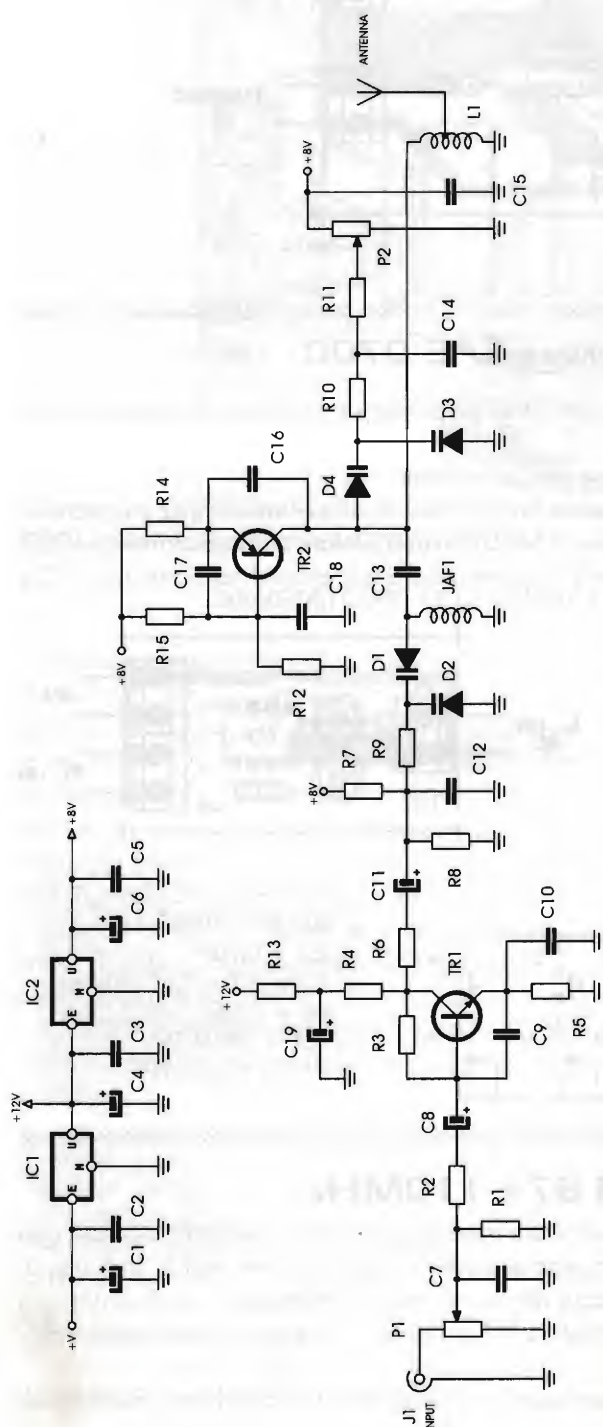 IC1
+12V
IC2
+8V
+V
E
U
M
E
U
M
C1
C2
C4
C3
C6
C5
+8V
R14
R15
C17
C16
TR2
R12
C18
ANTENNA
+8V
P2
R11
R10
C14
C15
L1
D4
D3
+12V
R13
C19
R4
R3
R6
C11
+8V
R7
R9
D1
C13
JAF1
D2
C12
R8
TR1
C8
R2
C9
C10
R5
R1
C7
P1
J1
NPUT